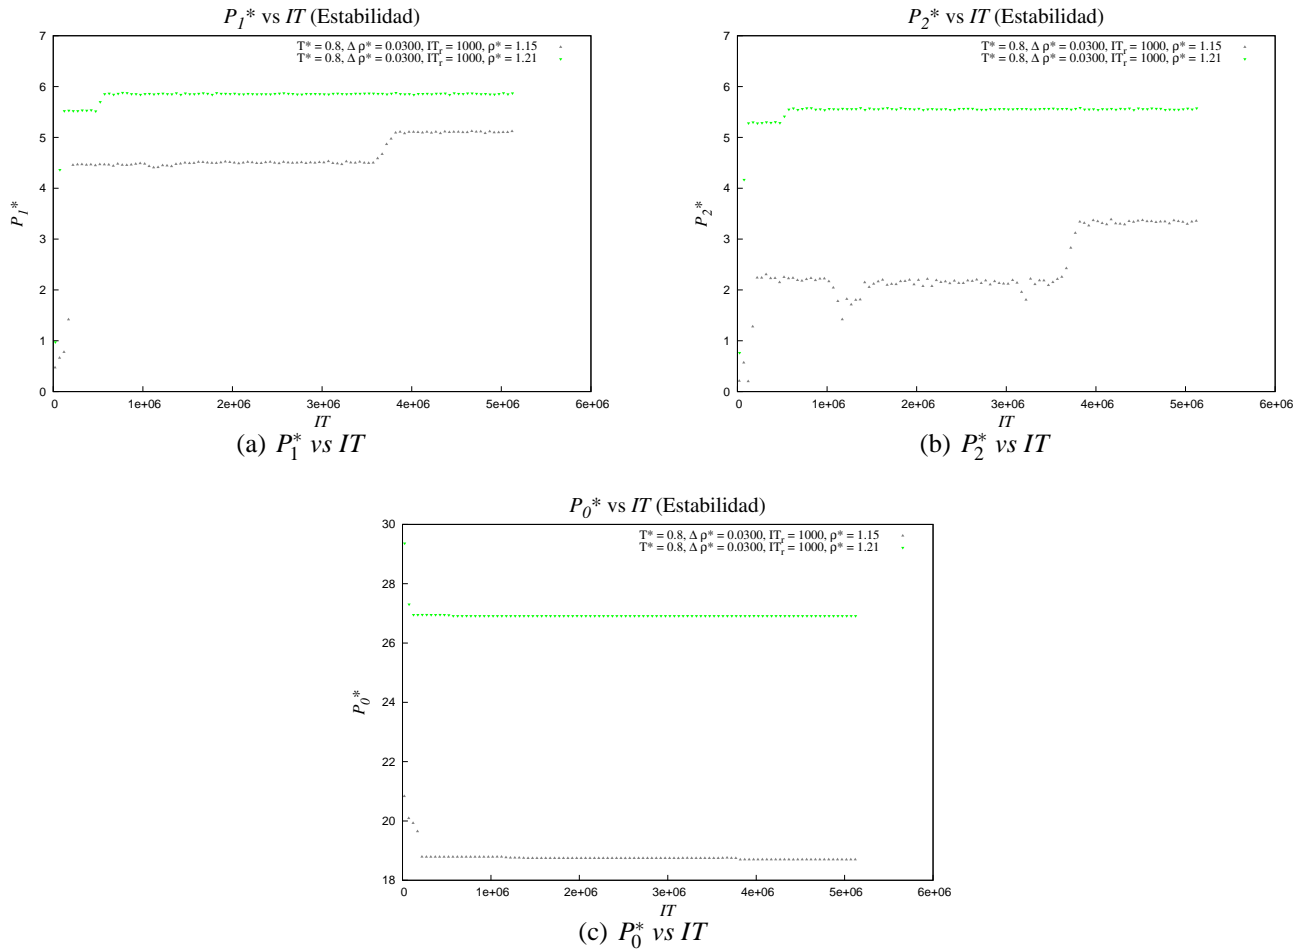 P1* vs IT (Estabilidad)
T* = 0.8, Δ ρ* = 0.0300, ITr = 1000, ρ* = 1.15
T* = 0.8, Δ ρ* = 0.0300, ITr = 1000, ρ* = 1.21
7
6
5
4
3
2
1
0
P1*
0 1e+06 2e+06 3e+06 4e+06 5e+06 6e+06
IT
(a) P1* vs IT
P2* vs IT (Estabilidad)
T* = 0.8, Δ ρ* = 0.0300, ITr = 1000, ρ* = 1.15
T* = 0.8, Δ ρ* = 0.0300, ITr = 1000, ρ* = 1.21
7
6
5
4
3
2
1
0
P2*
0 1e+06 2e+06 3e+06 4e+06 5e+06 6e+06
IT
(b) P2* vs IT
P0* vs IT (Estabilidad)
T* = 0.8, Δ ρ* = 0.0300, ITr = 1000, ρ* = 1.15
T* = 0.8, Δ ρ* = 0.0300, ITr = 1000, ρ* = 1.21
30
28
26
24
22
20
18
P0*
0 1e+06 2e+06 3e+06 4e+06 5e+06 6e+06
IT
(c) P0* vs IT